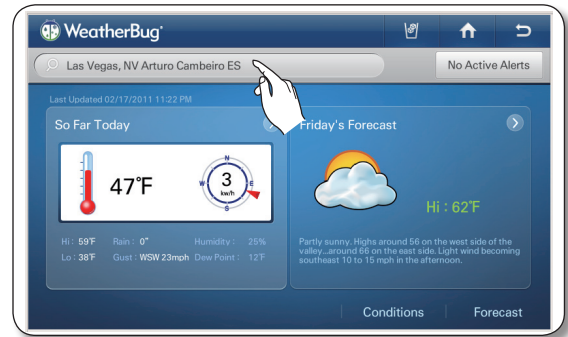 WeatherBug®
Las Vegas, NV Arturo Cambeiro ES
No Active Alerts
Last Updated 02/17/2011 11:22 PM
So Far Today
47°F
N
W
3
E
kw/h
S
Hi : 59°F Rain : 0" Humidity : 25%
Lo : 38°F Gust : WSW 23mph Dew Point : 12°F
Friday's Forecast
Hi : 62°F
Partly sunny. Highs around 56 on the west side of the
valley...around 66 on the east side. Light wind becoming
southeast 10 to 15 mph in the afternoon.
Conditions
Forecast